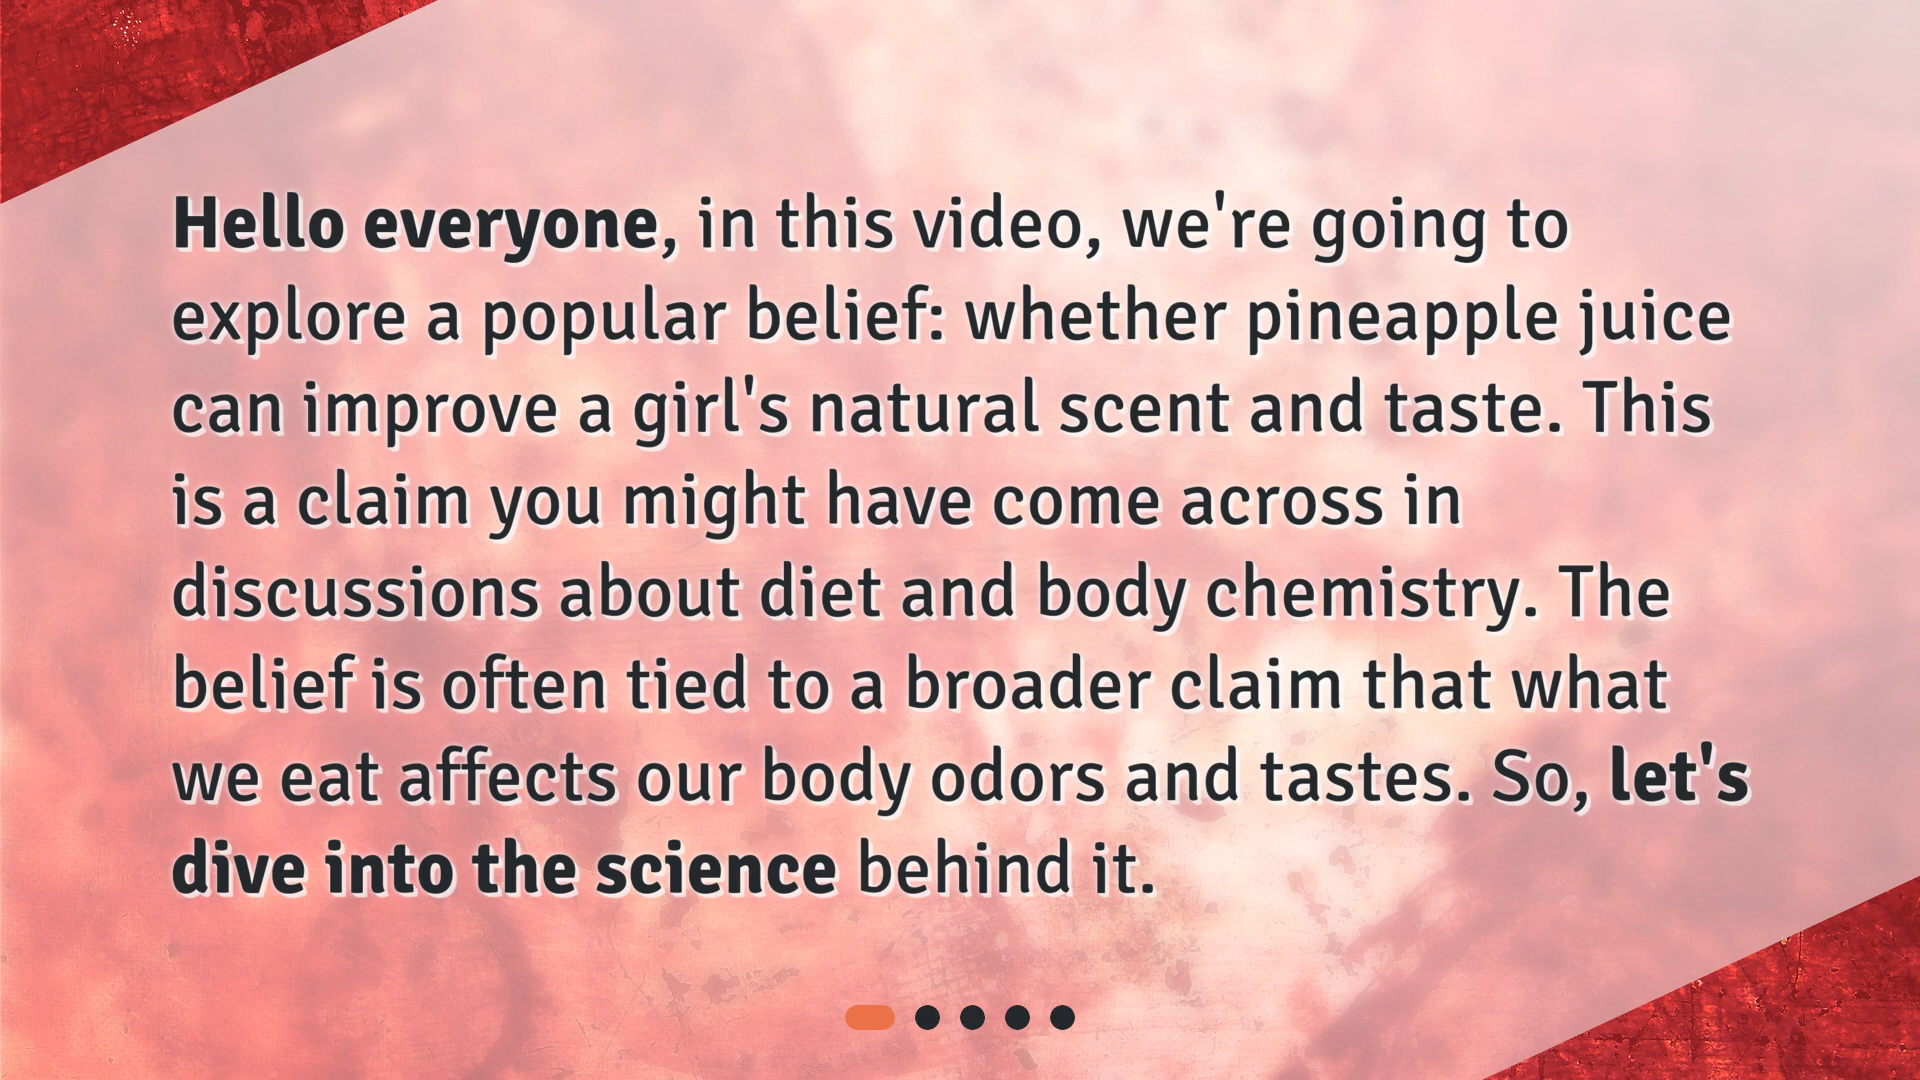 Hello everyone, in this video, we're going to
explore a popular belief: whether pineapple juice
can improve a girl's natural scent and taste. This
is a claim you might have come across in
discussions about diet and body chemistry. The
belief is often tied to a broader claim that what
we eat affects our body odors and tastes. So, let's
dive into the science behind it.